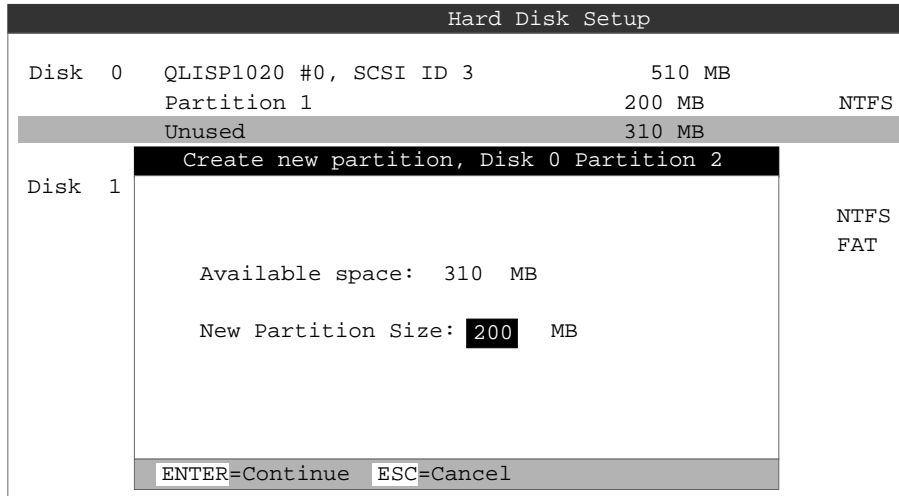 Hard Disk Setup
Disk 0 QLISP1020 #0, SCSI ID 3 510 MB
Partition 1 200 MB NTFS
Unused 310 MB
Create new partition, Disk 0 Partition 2
Disk 1
NTFS
FAT
Available space: 310 MB
New Partition Size: 200 MB
ENTER=Continue ESC=Cancel